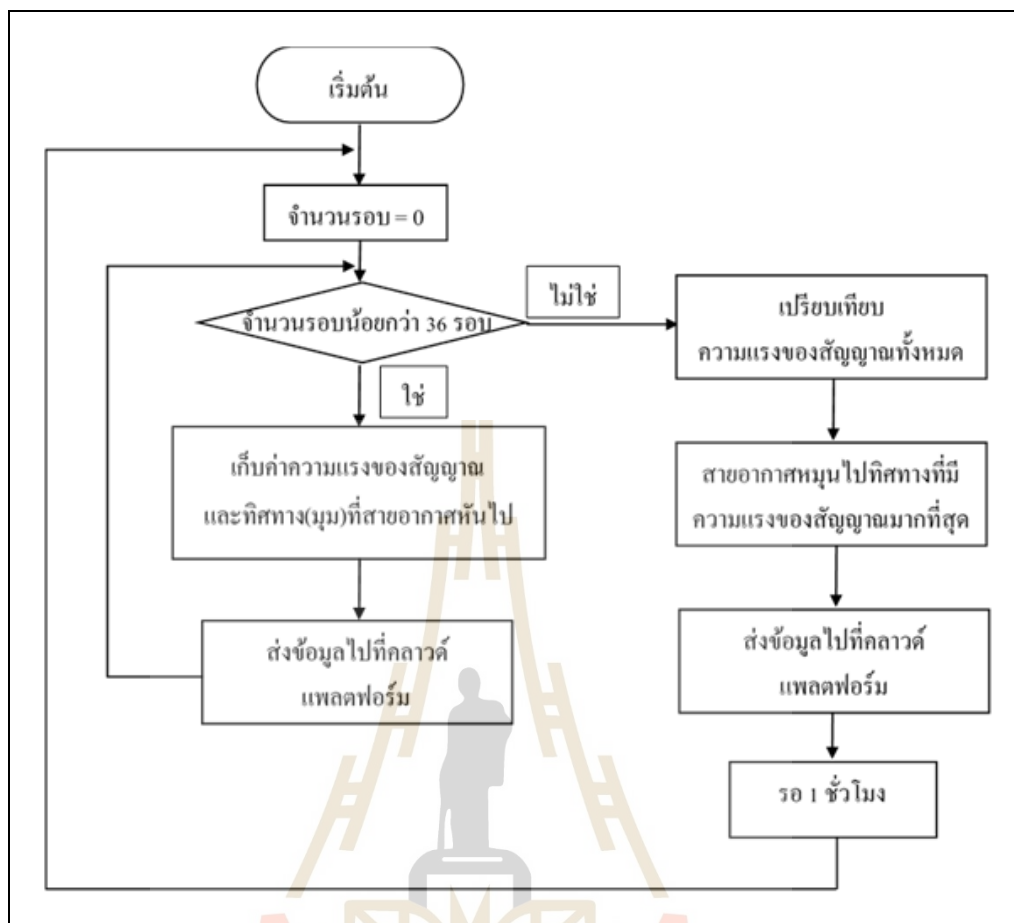 เริ่มต้น
จำนวนรอบ = 0
จำนวนรอบน้อยกว่า 36 รอบ
ไม่ใช่
ใช่
เก็บค่าความแรงของสัญญาณ
และทิศทาง(มุม)ที่สายอากาศหันไป
ส่งข้อมูลไปที่คลาวด์
แพลตฟอร์ม
เปรียบเทียบ
ความแรงของสัญญาณทั้งหมด
สายอากาศหมุนไปทิศทางที่มี
ความแรงของสัญญาณมากที่สุด
ส่งข้อมูลไปที่คลาวด์
แพลตฟอร์ม
รอ 1 ชั่วโมง